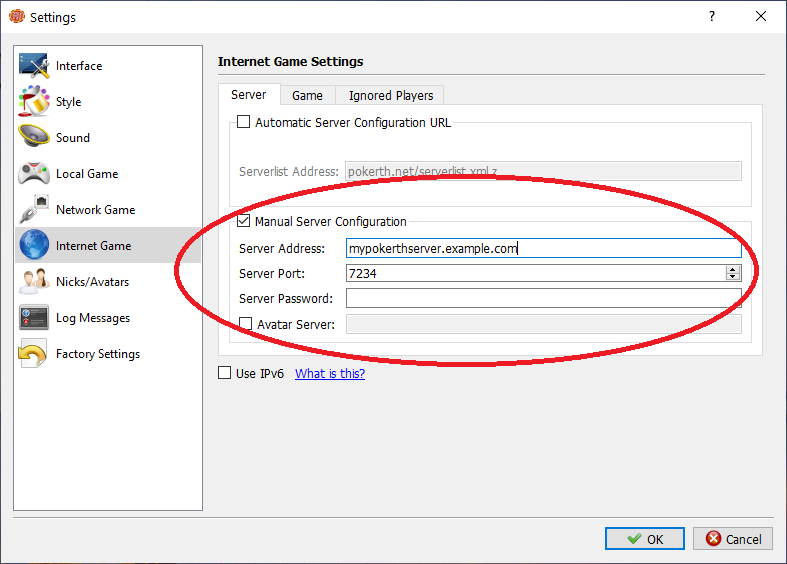 Settings
?
Interface
Style
Sound
Local Game
Network Game
Internet Game
Nicks/Avatars
Log Messages
Factory Settings
Internet Game Settings
Server Game Ignored Players
Automatic Server Configuration URL
Serverlist Address: pokerth.net/serverlist.xml.z
Manual Server Configuration
Server Address: mypokerthserver.example.com
Server Port: 7234
Server Password:
Avatar Server:
Use IPv6 What is this?
OK Cancel